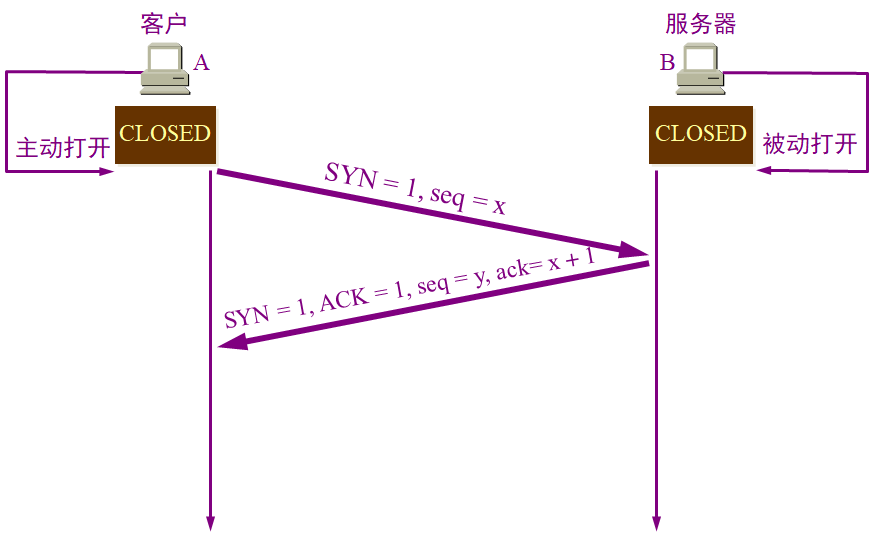 客户
服务器
A
B
CLOSED
CLOSED
主动打开
被动打开
SYN = 1, seq = x
SYN = 1, ACK = 1, seq = y, ack= x + 1